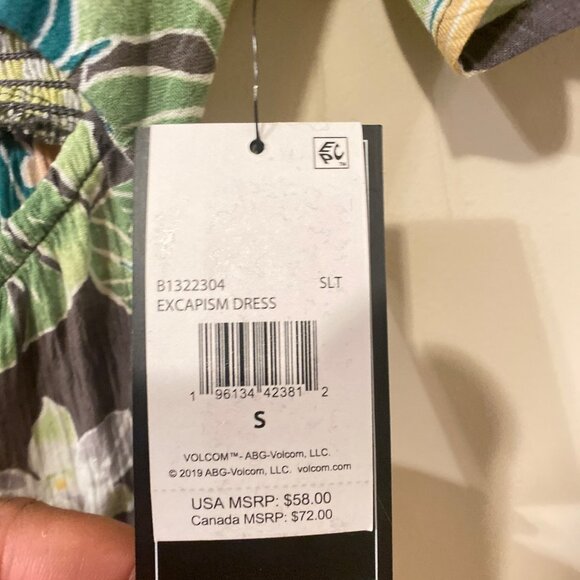 EPC™
B1322304 SLT
EXCAPISM DRESS
1 96134 42381 2
S
VOLCOM™- ABG-Volcom, LLC.
© 2019 ABG-Volcom, LLC. volcom.com
USA MSRP: $58.00
Canada MSRP: $72.00